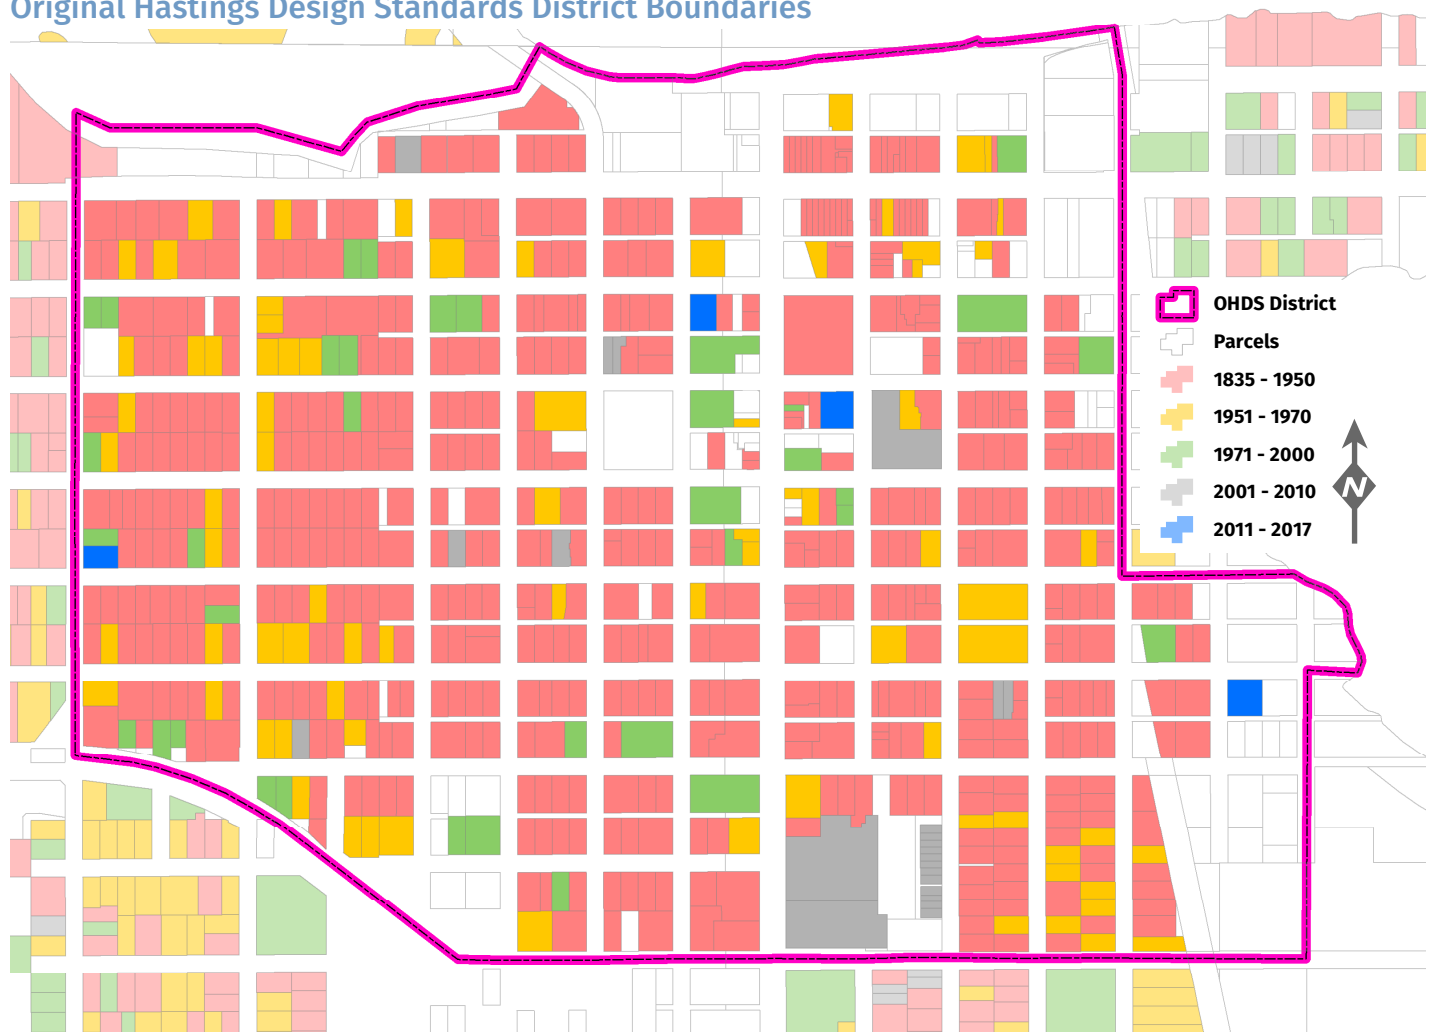 Original Hastings Design Standards District Boundaries
OHDS District
Parcels
1835 - 1950
1951 - 1970
1971 - 2000
2001 - 2010
2011 - 2017
N